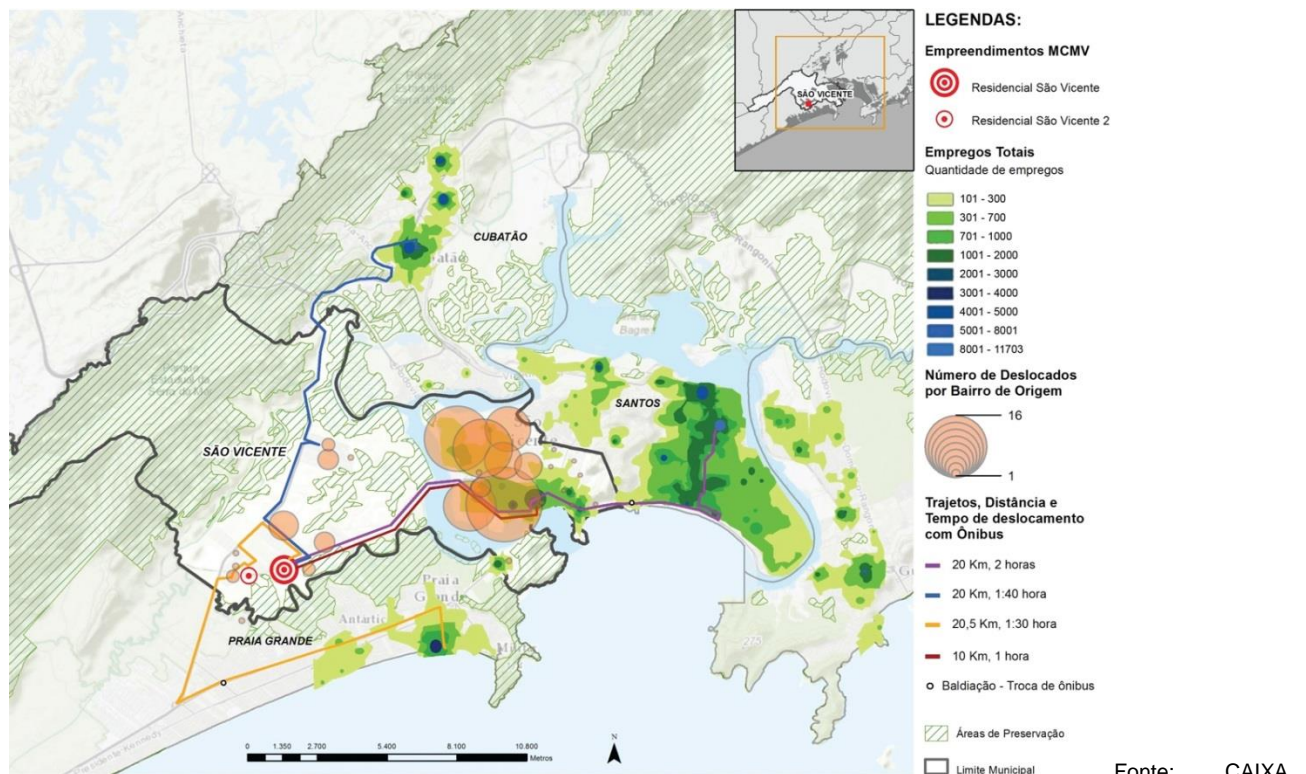 SÃO VICENTE
CUBATÃO
SANTOS
SÃO VICENTE
PRAIA GRANDE
Praia
Grande
275
0 1.350 2.700 5.400 8.100 10.800
Metros
N
LEGENDAS:
Empreendimentos MCMV
Residencial São Vicente
Residencial São Vicente 2
Empregos Totais
Quantidade de empregos
101 - 300
301 - 700
701 - 1000
1001 - 2000
2001 - 3000
3001 - 4000
4001 - 5000
5001 - 8001
8001 - 11703
Número de Deslocados
por Bairro de Origem
16
1
Trajetos, Distância e
Tempo de deslocamento
com Ônibus
20 Km, 2 horas
20 Km, 1:40 hora
20,5 Km, 1:30 hora
10 Km, 1 hora
Baldiação - Troca de ônibus
Áreas de Preservação
Limite Municipal
Fonte: CAIXA